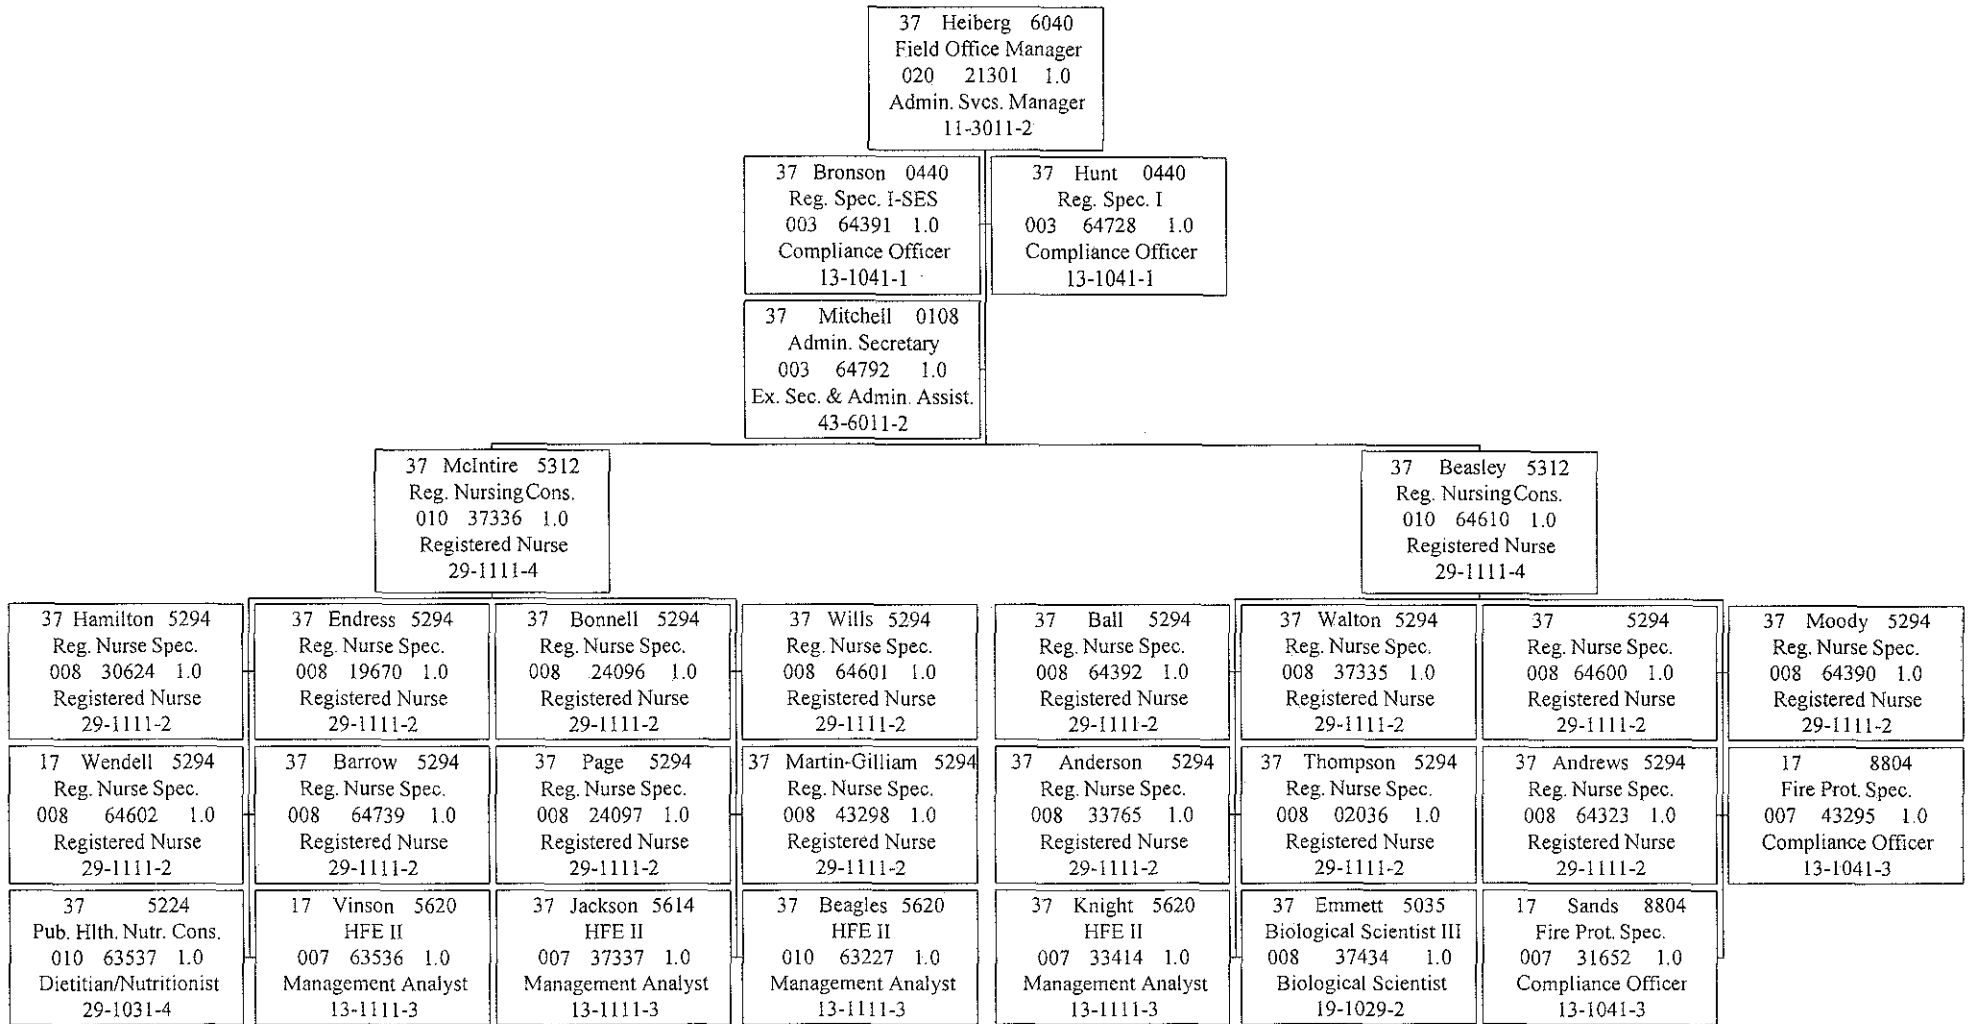 37 Heiberg 6040
Field Office Manager
020 21301 1.0
Admin. Svcs. Manager
11-3011-2
37 Bronson 0440
Reg. Spec. I-SES
003 64391 1.0
Compliance Officer
13-1041-1
37 Hunt 0440
Reg. Spec. I
003 64728 1.0
Compliance Officer
13-1041-1
37 Mitchell 0108
Admin. Secretary
003 64792 1.0
Ex. Sec. & Admin. Assist.
43-6011-2
37 McIntire 5312
Reg. Nursing Cons.
010 37336 1.0
Registered Nurse
29-1111-4
37 Beasley 5312
Reg. Nursing Cons.
010 64610 1.0
Registered Nurse
29-1111-4
37 Hamilton 5294
Reg. Nurse Spec.
008 30624 1.0
Registered Nurse
29-1111-2
37 Endress 5294
Reg. Nurse Spec.
008 19670 1.0
Registered Nurse
29-1111-2
37 Bonnell 5294
Reg. Nurse Spec.
008 24096 1.0
Registered Nurse
29-1111-2
37 Wills 5294
Reg. Nurse Spec.
008 64601 1.0
Registered Nurse
29-1111-2
37 Ball 5294
Reg. Nurse Spec.
008 64392 1.0
Registered Nurse
29-1111-2
37 Walton 5294
Reg. Nurse Spec.
008 37335 1.0
Registered Nurse
29-1111-2
37 5294
Reg. Nurse Spec.
008 64600 1.0
Registered Nurse
29-1111-2
37 Moody 5294
Reg. Nurse Spec.
008 64390 1.0
Registered Nurse
29-1111-2
17 Wendell 5294
Reg. Nurse Spec.
008 64602 1.0
Registered Nurse
29-1111-2
37 Barrow 5294
Reg. Nurse Spec.
008 64739 1.0
Registered Nurse
29-1111-2
37 Page 5294
Reg. Nurse Spec.
008 24097 1.0
Registered Nurse
29-1111-2
37 Martin-Gilliam 5294
Reg. Nurse Spec.
008 43298 1.0
Registered Nurse
29-1111-2
37 Anderson 5294
Reg. Nurse Spec.
008 33765 1.0
Registered Nurse
29-1111-2
37 Thompson 5294
Reg. Nurse Spec.
008 02036 1.0
Registered Nurse
29-1111-2
37 Andrews 5294
Reg. Nurse Spec.
008 64323 1.0
Registered Nurse
29-1111-2
17 8804
Fire Prot. Spec.
007 43295 1.0
Compliance Officer
13-1041-3
37 5224
Pub. Hlth. Nutr. Cons.
010 63537 1.0
Dietitian/Nutritionist
29-1031-4
17 Vinson 5620
HFE II
007 63536 1.0
Management Analyst
13-1111-3
37 Jackson 5614
HFE II
007 37337 1.0
Management Analyst
13-1111-3
37 Beagles 5620
HFE II
010 63227 1.0
Management Analyst
13-1111-3
37 Knight 5620
HFE II
007 33414 1.0
Management Analyst
13-1111-3
37 Emmett 5035
Biological Scientist III
008 37434 1.0
Biological Scientist
19-1029-2
17 Sands 8804
Fire Prot. Spec.
007 31652 1.0
Compliance Officer
13-1041-3